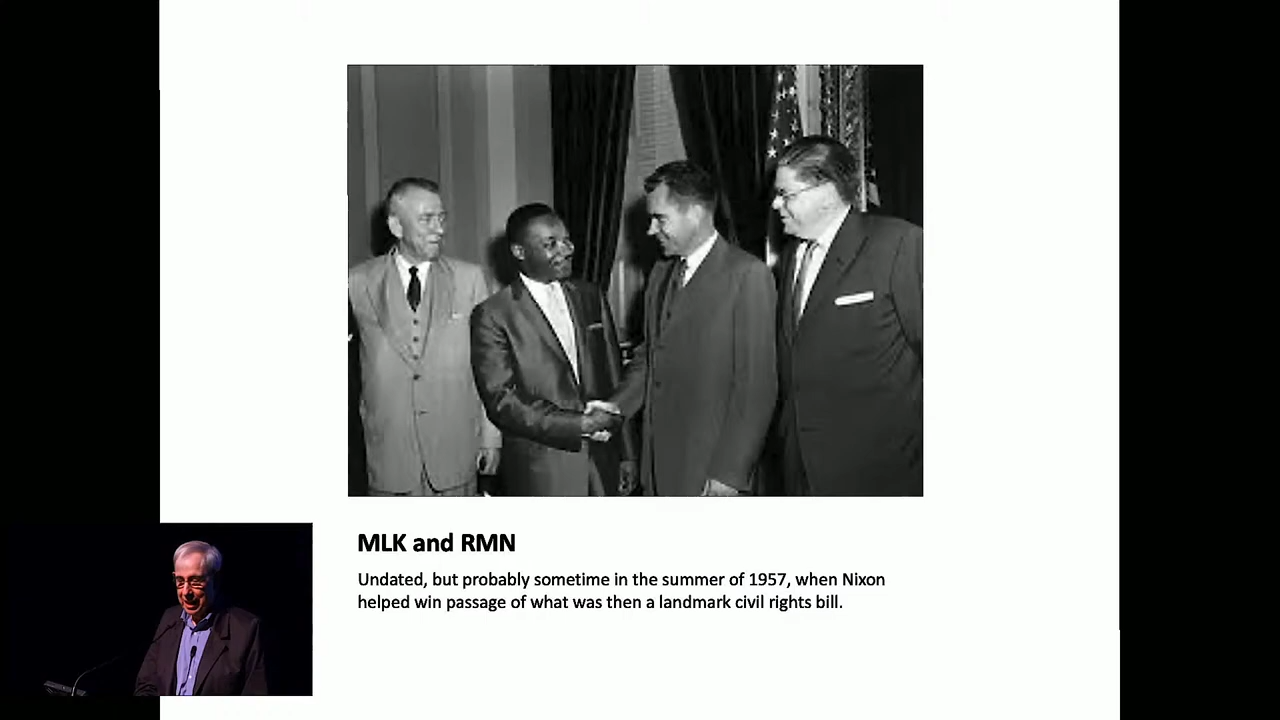 MLK and RMN
Undated, but probably sometime in the summer of 1957, when Nixon
helped win passage of what was then a landmark civil rights bill.